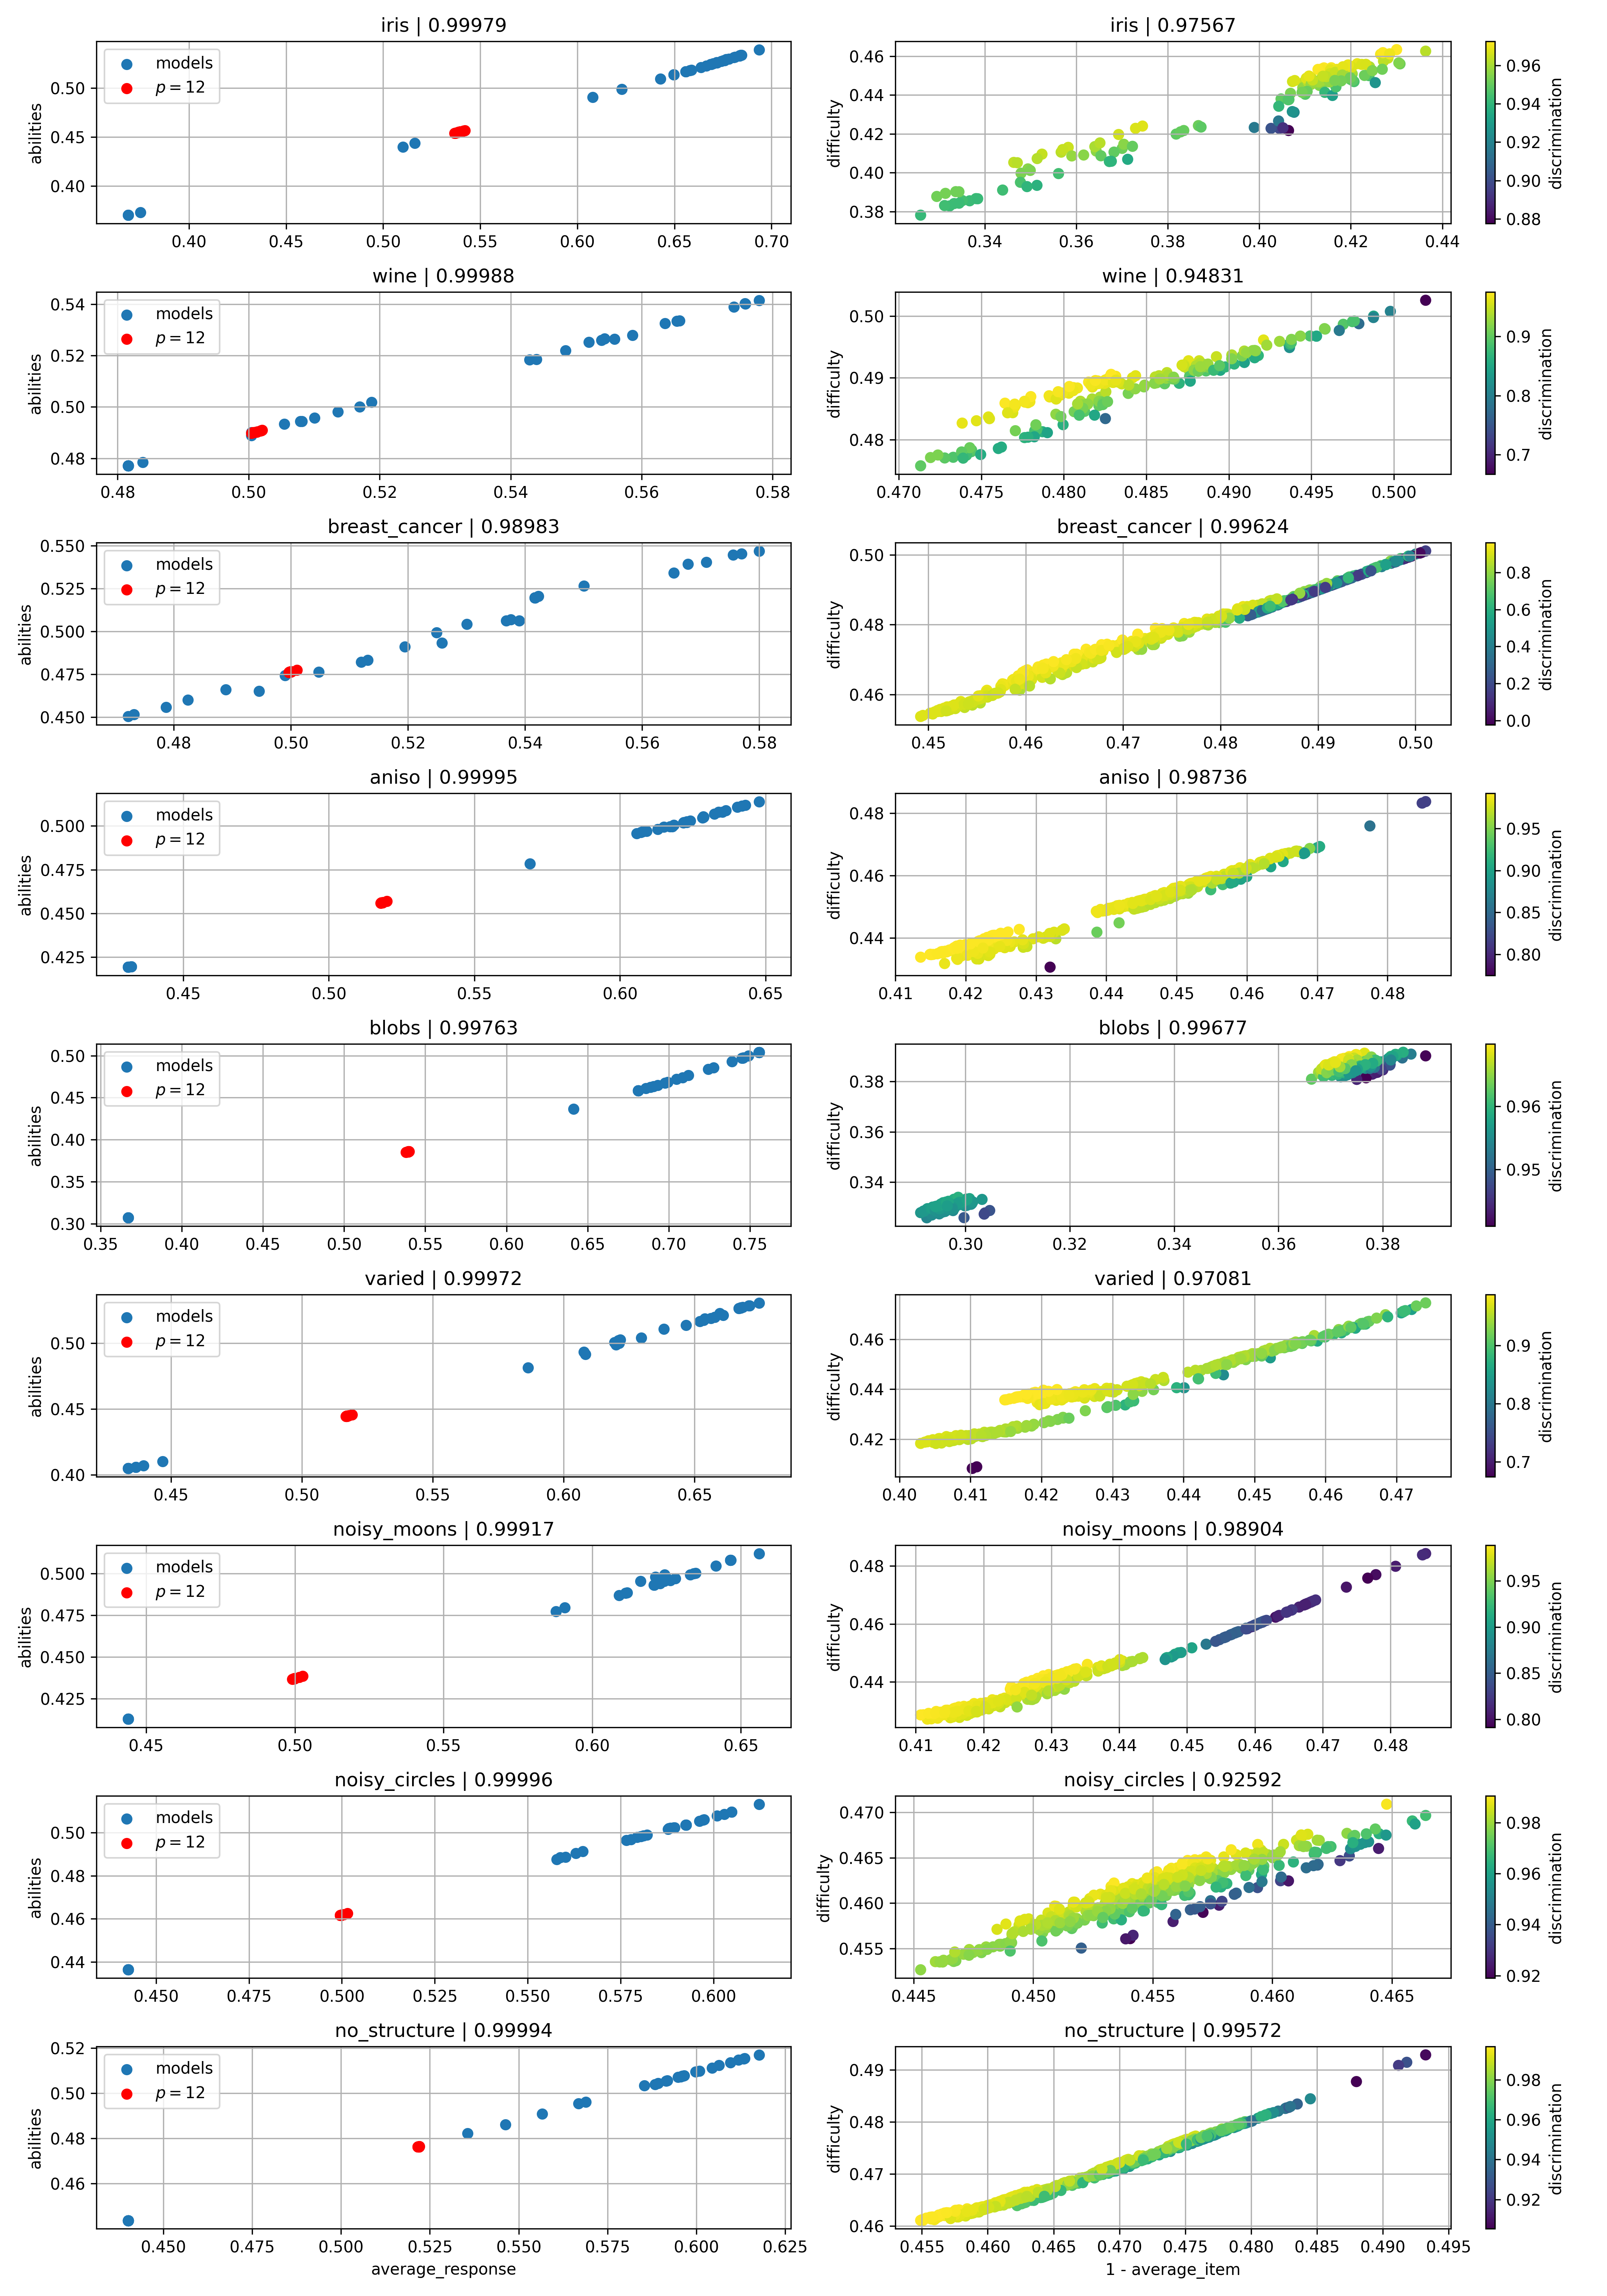 iris | 0.99979
models
p = 12
abilities
0.50
0.45
0.40
0.40 0.45 0.50 0.55 0.60 0.65 0.70
iris | 0.97567
difficulty
0.46
0.44
0.42
0.40
0.38
0.34 0.36 0.38 0.40 0.42 0.44
0.96
0.94
0.92
0.90
0.88
discrimination
wine | 0.99988
models
p = 12
abilities
0.54
0.52
0.50
0.48
0.48 0.50 0.52 0.54 0.56 0.58
wine | 0.94831
difficulty
0.50
0.49
0.48
0.470 0.475 0.480 0.485 0.490 0.495 0.500
0.9
0.8
0.7
discrimination
breast_cancer | 0.98983
models
p = 12
abilities
0.550
0.525
0.500
0.475
0.450
0.48 0.50 0.52 0.54 0.56 0.58
breast_cancer | 0.99624
difficulty
0.50
0.48
0.46
0.45 0.46 0.47 0.48 0.49 0.50
0.8
0.6
0.4
0.2
0.0
discrimination
aniso | 0.99995
models
p = 12
abilities
0.500
0.475
0.450
0.425
0.45 0.50 0.55 0.60 0.65
aniso | 0.98736
difficulty
0.48
0.46
0.44
0.41 0.42 0.43 0.44 0.45 0.46 0.47 0.48
0.95
0.90
0.85
0.80
discrimination
blobs | 0.99763
models
p = 12
abilities
0.50
0.45
0.40
0.35
0.30
0.35 0.40 0.45 0.50 0.55 0.60 0.65 0.70 0.75
blobs | 0.99677
difficulty
0.38
0.36
0.34
0.30 0.32 0.34 0.36 0.38
0.96
0.95
discrimination
varied | 0.99972
models
p = 12
abilities
0.50
0.45
0.40
0.45 0.50 0.55 0.60 0.65
varied | 0.97081
difficulty
0.46
0.44
0.42
0.40 0.41 0.42 0.43 0.44 0.45 0.46 0.47
0.9
0.8
0.7
discrimination
noisy_moons | 0.99917
models
p = 12
abilities
0.500
0.475
0.450
0.425
0.45 0.50 0.55 0.60 0.65
noisy_moons | 0.98904
difficulty
0.48
0.46
0.44
0.41 0.42 0.43 0.44 0.45 0.46 0.47 0.48
0.95
0.90
0.85
0.80
discrimination
noisy_circles | 0.99996
models
p = 12
abilities
0.50
0.48
0.46
0.44
0.450 0.475 0.500 0.525 0.550 0.575 0.600
noisy_circles | 0.92592
difficulty
0.470
0.465
0.460
0.455
0.445 0.450 0.455 0.460 0.465
0.98
0.96
0.94
0.92
discrimination
no_structure | 0.99994
models
p = 12
abilities
0.52
0.50
0.48
0.46
0.450 0.475 0.500 0.525 0.550 0.575 0.600 0.625
average_response
no_structure | 0.99572
difficulty
0.49
0.48
0.47
0.46
0.455 0.460 0.465 0.470 0.475 0.480 0.485 0.490 0.495
1 - average_item
0.98
0.96
0.94
0.92
discrimination